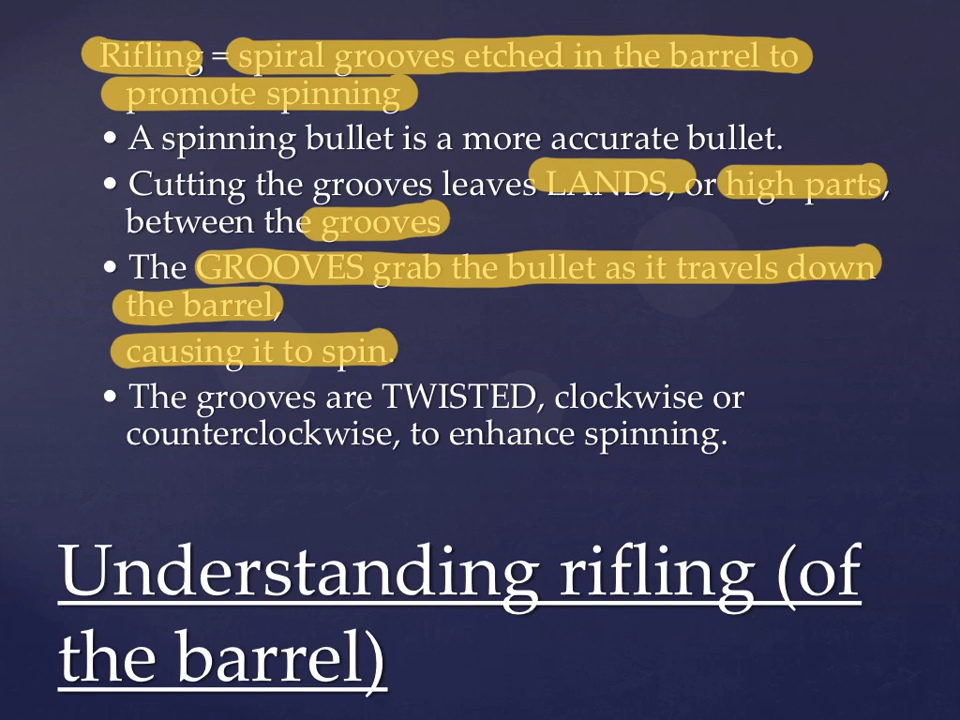 Rifling = spiral grooves etched in the barrel to
promote spinning
• A spinning bullet is a more accurate bullet.
• Cutting the grooves leaves LANDS, or high parts,
between the grooves
• The GROOVES grab the bullet as it travels down
the barrel,
causing it to spin.
• The grooves are TWISTED, clockwise or
counterclockwise, to enhance spinning.
Understanding rifling (of
the barrel)